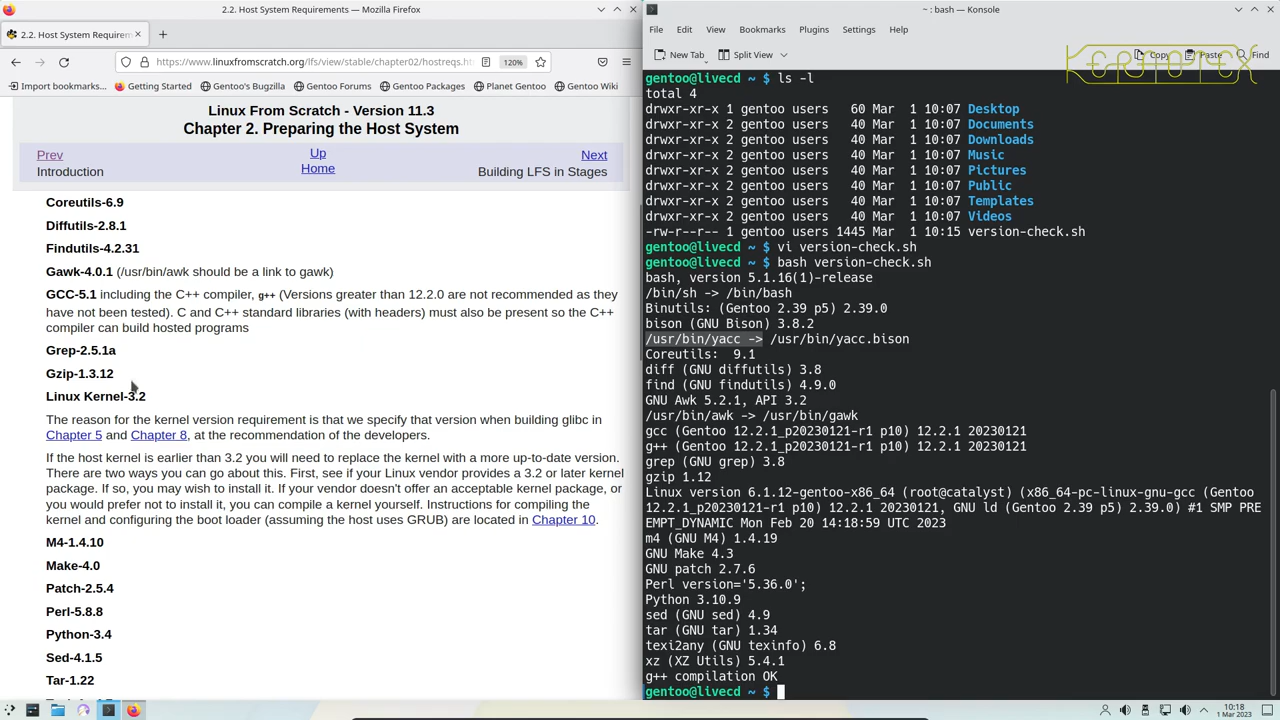 2.2. Host System Requirements — Mozilla Firefox
2.2. Host System Requirem
https://www.linuxfromscratch.org/lfs/view/stable/chapter02/hostreqs.ht
120%
Import bookmarks...
Getting Started
Gentoo's Bugzilla
Gentoo Forums
Gentoo Packages
Planet Gentoo
Gentoo Wiki
Linux From Scratch - Version 11.3
Chapter 2. Preparing the Host System
Prev
Up
Next
Introduction
Home
Building LFS in Stages
Coreutils-6.9
Diffutils-2.8.1
Findutils-4.2.31
Gawk-4.0.1 (/usr/bin/awk should be a link to gawk)
GCC-5.1 including the C++ compiler, g++ (Versions greater than 12.2.0 are not recommended as they
have not been tested). C and C++ standard libraries (with headers) must also be present so the C++
compiler can build hosted programs
Grep-2.5.1a
Gzip-1.3.12
Linux Kernel-3.2
The reason for the kernel version requirement is that we specify that version when building glibc in
Chapter 5 and Chapter 8, at the recommendation of the developers.
If the host kernel is earlier than 3.2 you will need to replace the kernel with a more up-to-date version.
There are two ways you can go about this. First, see if your Linux vendor provides a 3.2 or later kernel
package. If so, you may wish to install it. If your vendor doesn't offer an acceptable kernel package, or
you would prefer not to install it, you can compile a kernel yourself. Instructions for compiling the
kernel and configuring the boot loader (assuming the host uses GRUB) are located in Chapter 10.
M4-1.4.10
Make-4.0
Patch-2.5.4
Perl-5.8.8
Python-3.4
Sed-4.1.5
Tar-1.22
~ : bash — Konsole
File Edit View Bookmarks Plugins Settings Help
New Tab
Split View
Copy
Paste
Find
KERNOTEX
gentoo@livecd ~ $ ls -l
total 4
drwxr-xr-x 1 gentoo users   60 Mar  1 10:07 Desktop
drwxr-xr-x 2 gentoo users   40 Mar  1 10:07 Documents
drwxr-xr-x 2 gentoo users   40 Mar  1 10:07 Downloads
drwxr-xr-x 2 gentoo users   40 Mar  1 10:07 Music
drwxr-xr-x 2 gentoo users   40 Mar  1 10:07 Pictures
drwxr-xr-x 2 gentoo users   40 Mar  1 10:07 Public
drwxr-xr-x 2 gentoo users   40 Mar  1 10:07 Templates
drwxr-xr-x 2 gentoo users   40 Mar  1 10:07 Videos
-rw-r--r-- 1 gentoo users 1445 Mar  1 10:15 version-check.sh
gentoo@livecd ~ $ vi version-check.sh
gentoo@livecd ~ $ bash version-check.sh
bash, version 5.1.16(1)-release
/bin/sh -> /bin/bash
Binutils: (Gentoo 2.39 p5) 2.39.0
bison (GNU Bison) 3.8.2
/usr/bin/yacc -> /usr/bin/yacc.bison
Coreutils:  9.1
diff (GNU diffutils) 3.8
find (GNU findutils) 4.9.0
GNU Awk 5.2.1, API 3.2
/usr/bin/awk -> /usr/bin/gawk
gcc (Gentoo 12.2.1_p20230121-r1 p10) 12.2.1 20230121
g++ (Gentoo 12.2.1_p20230121-r1 p10) 12.2.1 20230121
grep (GNU grep) 3.8
gzip 1.12
Linux version 6.1.12-gentoo-x86_64 (root@catalyst) (x86_64-pc-linux-gnu-gcc (Gentoo
12.2.1_p20230121-r1 p10) 12.2.1 20230121, GNU ld (Gentoo 2.39 p5) 2.39.0) #1 SMP PRE
EMPT_DYNAMIC Mon Feb 20 14:18:59 UTC 2023
m4 (GNU M4) 1.4.19
GNU Make 4.3
GNU patch 2.7.6
Perl version='5.36.0';
Python 3.10.9
sed (GNU sed) 4.9
tar (GNU tar) 1.34
texi2any (GNU texinfo) 6.8
xz (XZ Utils) 5.4.1
g++ compilation OK
gentoo@livecd ~ $
10:18
1 Mar 2023